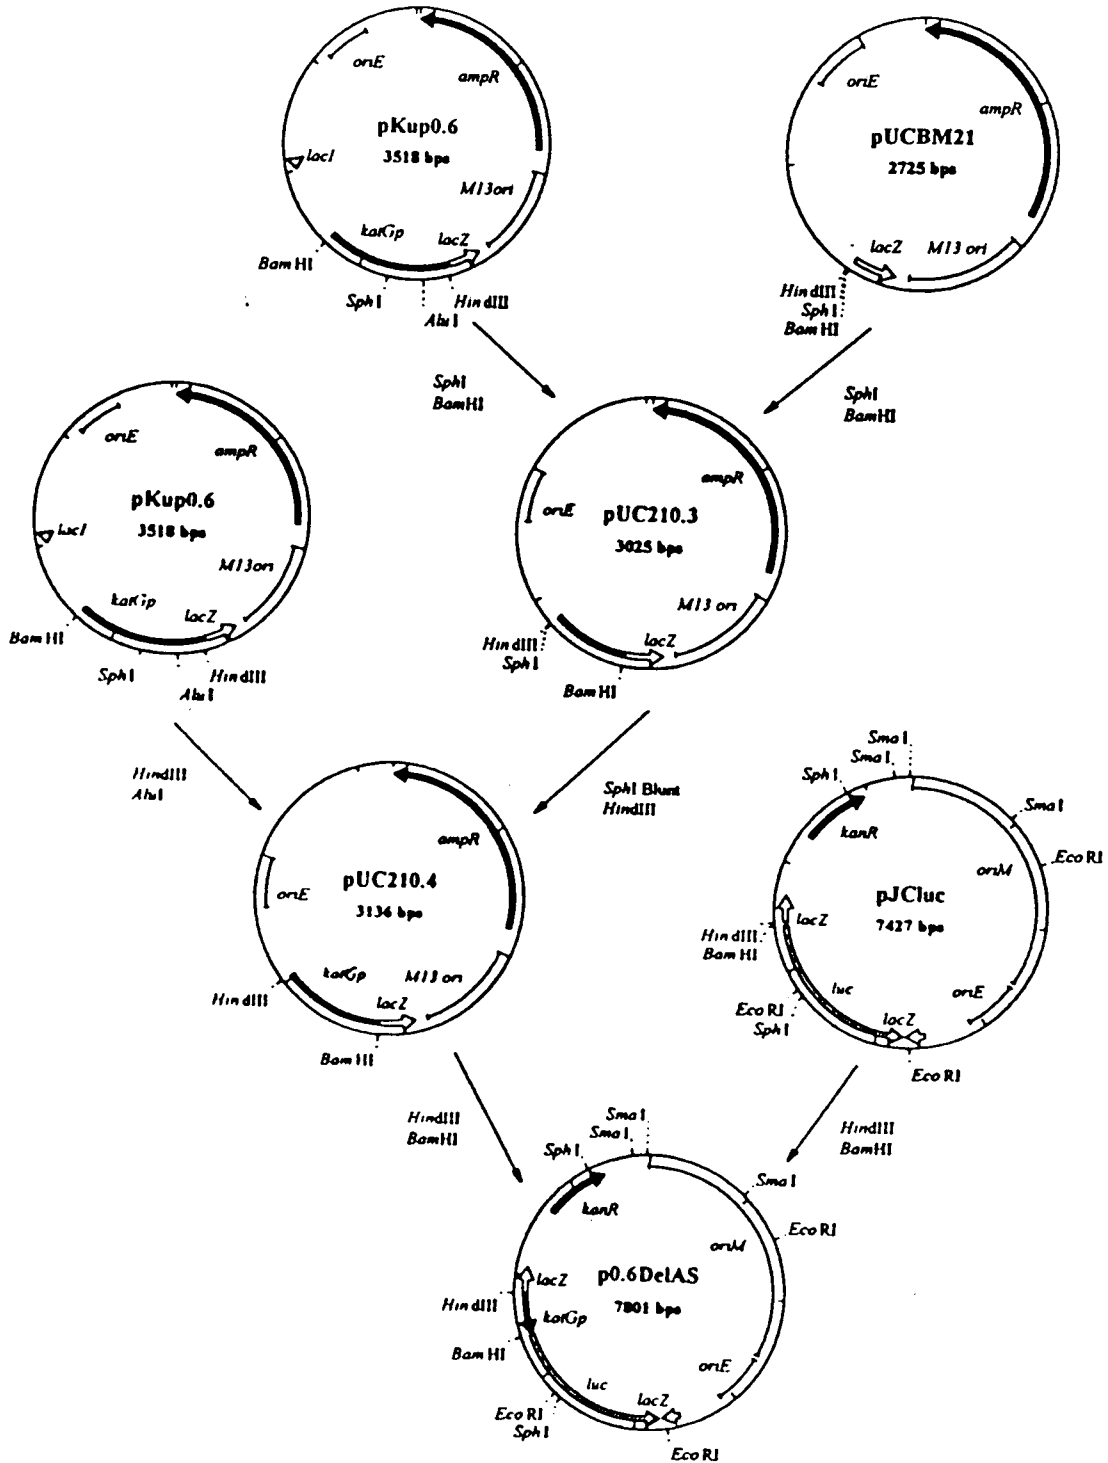 oriE
ampR
pKup0.6
3518 bps
lacI
M13ori
katGp
lacZ
BamHI
SphI
HindIII
AluI
oriE
ampR
pUCBM21
2725 bps
lacZ
M13 ori
HindIII
SphI
BamHI
SphI
BamHI
SphI
BamHI
oriE
ampR
pKup0.6
3518 bps
lacI
M13ori
katGp
lacZ
BamHI
SphI
HindIII
AluI
ampR
oriE
pUC210.3
3025 bps
M13 ori
lacZ
HindIII
SphI
BamHI
HindIII
AluI
SphI Blunt
HindIII
ampR
oriE
pUC210.4
3136 bps
katGp
M13 ori
lacZ
HindIII
BamHI
SmaI
SmaI
SphI
SmaI
kanR
EcoRI
oriM
pJCluc
7427 bps
lacZ
HindIII
BamHI
luc
oriE
EcoRI
SphI
lacZ
EcoRI
HindIII
BamHI
HindIII
BamHI
SmaI
SmaI
SphI
SmaI
kanR
EcoRI
oriM
p0.6DelAS
7801 bps
lacZ
HindIII
katGp
BamHI
oriE
luc
lacZ
EcoRI
SphI
EcoRI